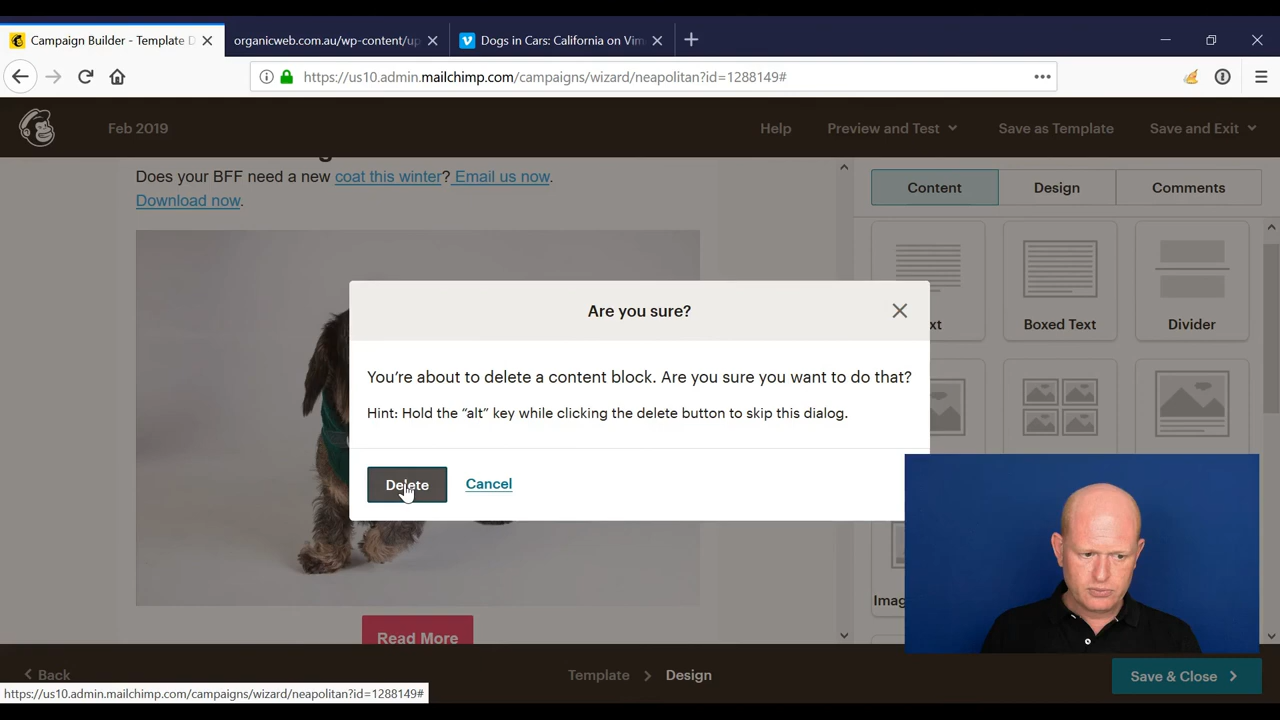 Campaign Builder - Template D
organicweb.com.au/wp-content/up
Dogs in Cars: California on Vim
https://us10.admin.mailchimp.com/campaigns/wizard/neapolitan?id=1288149#
Feb 2019
Help
Preview and Test
Save as Template
Save and Exit
Does your BFF need a new coat this winter? Email us now.
Download now.
Content
Design
Comments
Boxed Text
Divider
Are you sure?
You're about to delete a content block. Are you sure you want to do that?
Hint: Hold the “alt” key while clicking the delete button to skip this dialog.
Delete
Cancel
Read More
Back
Template
Design
Save & Close
https://us10.admin.mailchimp.com/campaigns/wizard/neapolitan?id=1288149#